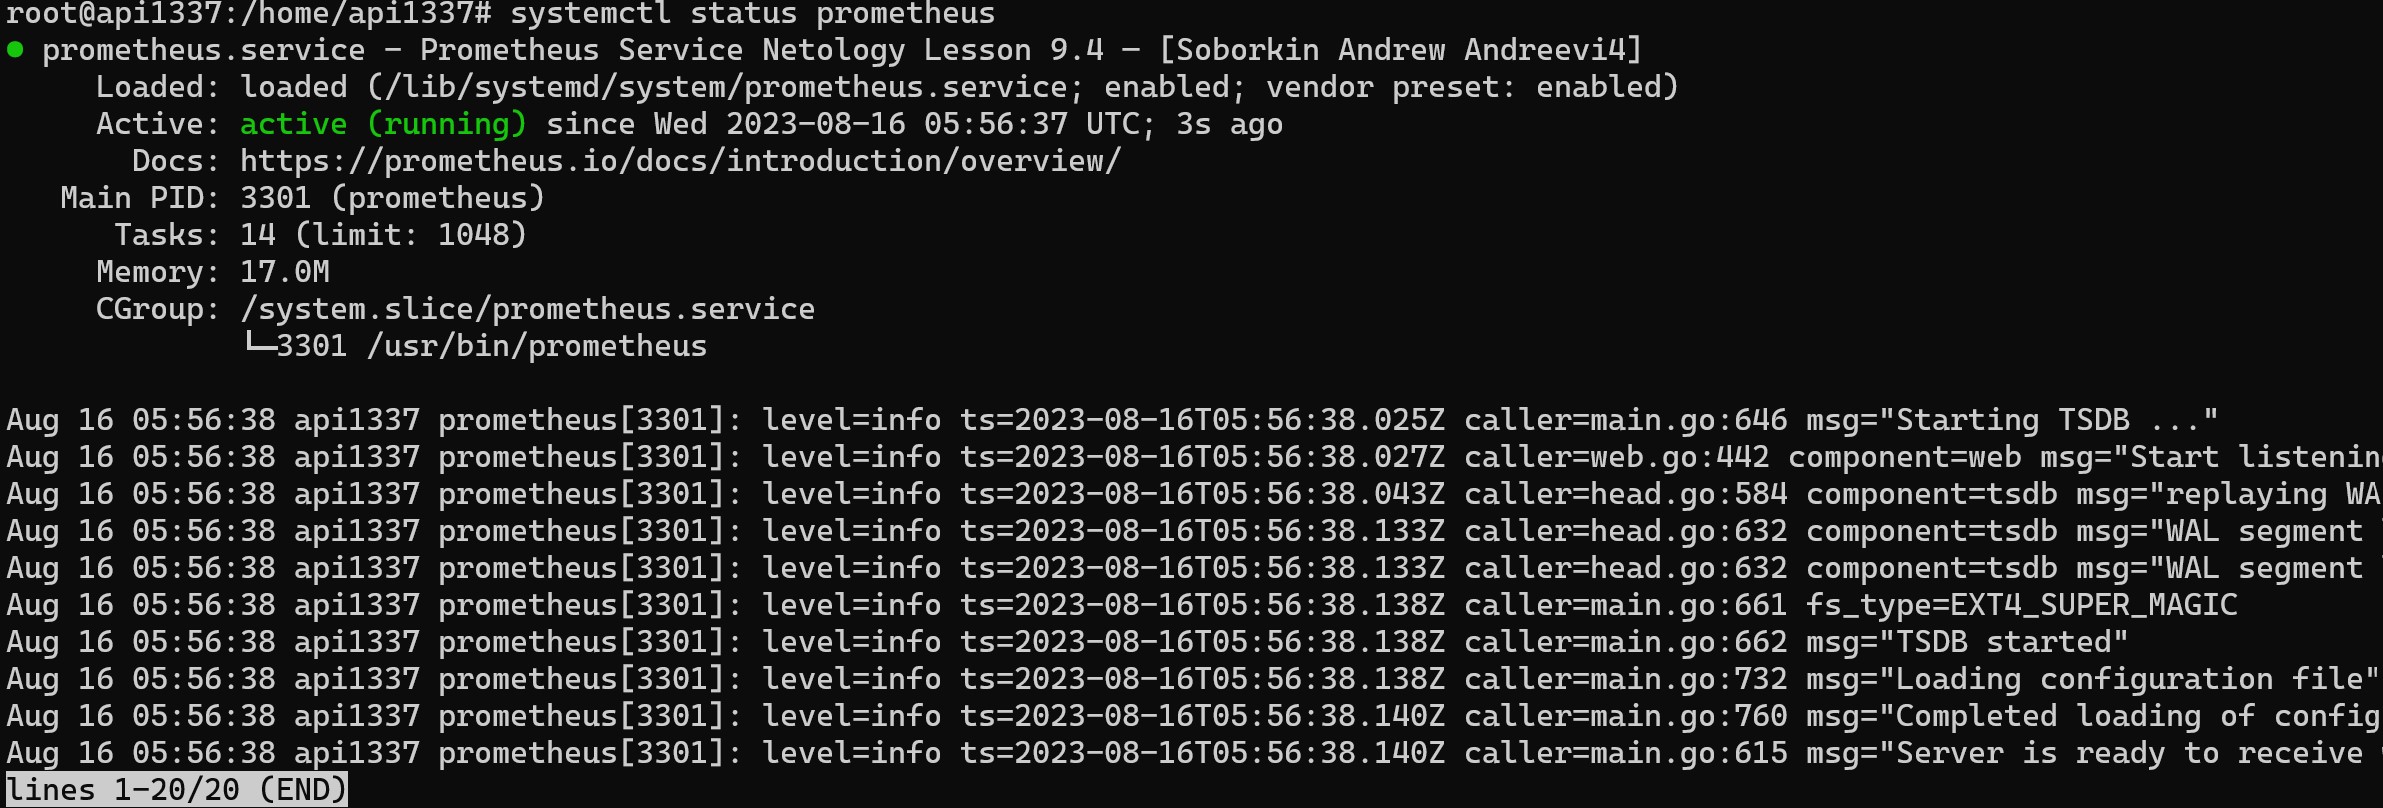 root@api1337:/home/api1337# systemctl status prometheus
● prometheus.service - Prometheus Service Netology Lesson 9.4 - [Soborkin Andrew Andreevi4]
Loaded: loaded (/lib/systemd/system/prometheus.service; enabled; vendor preset: enabled)
Active: active (running) since Wed 2023-08-16 05:56:37 UTC; 3s ago
Docs: https://prometheus.io/docs/introduction/overview/
Main PID: 3301 (prometheus)
Tasks: 14 (limit: 1048)
Memory: 17.0M
CGroup: /system.slice/prometheus.service
└─3301 /usr/bin/prometheus
Aug 16 05:56:38 api1337 prometheus[3301]: level=info ts=2023-08-16T05:56:38.025Z caller=main.go:646 msg="Starting TSDB ..."
Aug 16 05:56:38 api1337 prometheus[3301]: level=info ts=2023-08-16T05:56:38.027Z caller=web.go:442 component=web msg="Start listenin
Aug 16 05:56:38 api1337 prometheus[3301]: level=info ts=2023-08-16T05:56:38.043Z caller=head.go:584 component=tsdb msg="replaying WA
Aug 16 05:56:38 api1337 prometheus[3301]: level=info ts=2023-08-16T05:56:38.133Z caller=head.go:632 component=tsdb msg="WAL segment
Aug 16 05:56:38 api1337 prometheus[3301]: level=info ts=2023-08-16T05:56:38.133Z caller=head.go:632 component=tsdb msg="WAL segment
Aug 16 05:56:38 api1337 prometheus[3301]: level=info ts=2023-08-16T05:56:38.138Z caller=main.go:661 fs_type=EXT4_SUPER_MAGIC
Aug 16 05:56:38 api1337 prometheus[3301]: level=info ts=2023-08-16T05:56:38.138Z caller=main.go:662 msg="TSDB started"
Aug 16 05:56:38 api1337 prometheus[3301]: level=info ts=2023-08-16T05:56:38.138Z caller=main.go:732 msg="Loading configuration file"
Aug 16 05:56:38 api1337 prometheus[3301]: level=info ts=2023-08-16T05:56:38.140Z caller=main.go:760 msg="Completed loading of config
Aug 16 05:56:38 api1337 prometheus[3301]: level=info ts=2023-08-16T05:56:38.140Z caller=main.go:615 msg="Server is ready to receive
lines 1-20/20 (END)